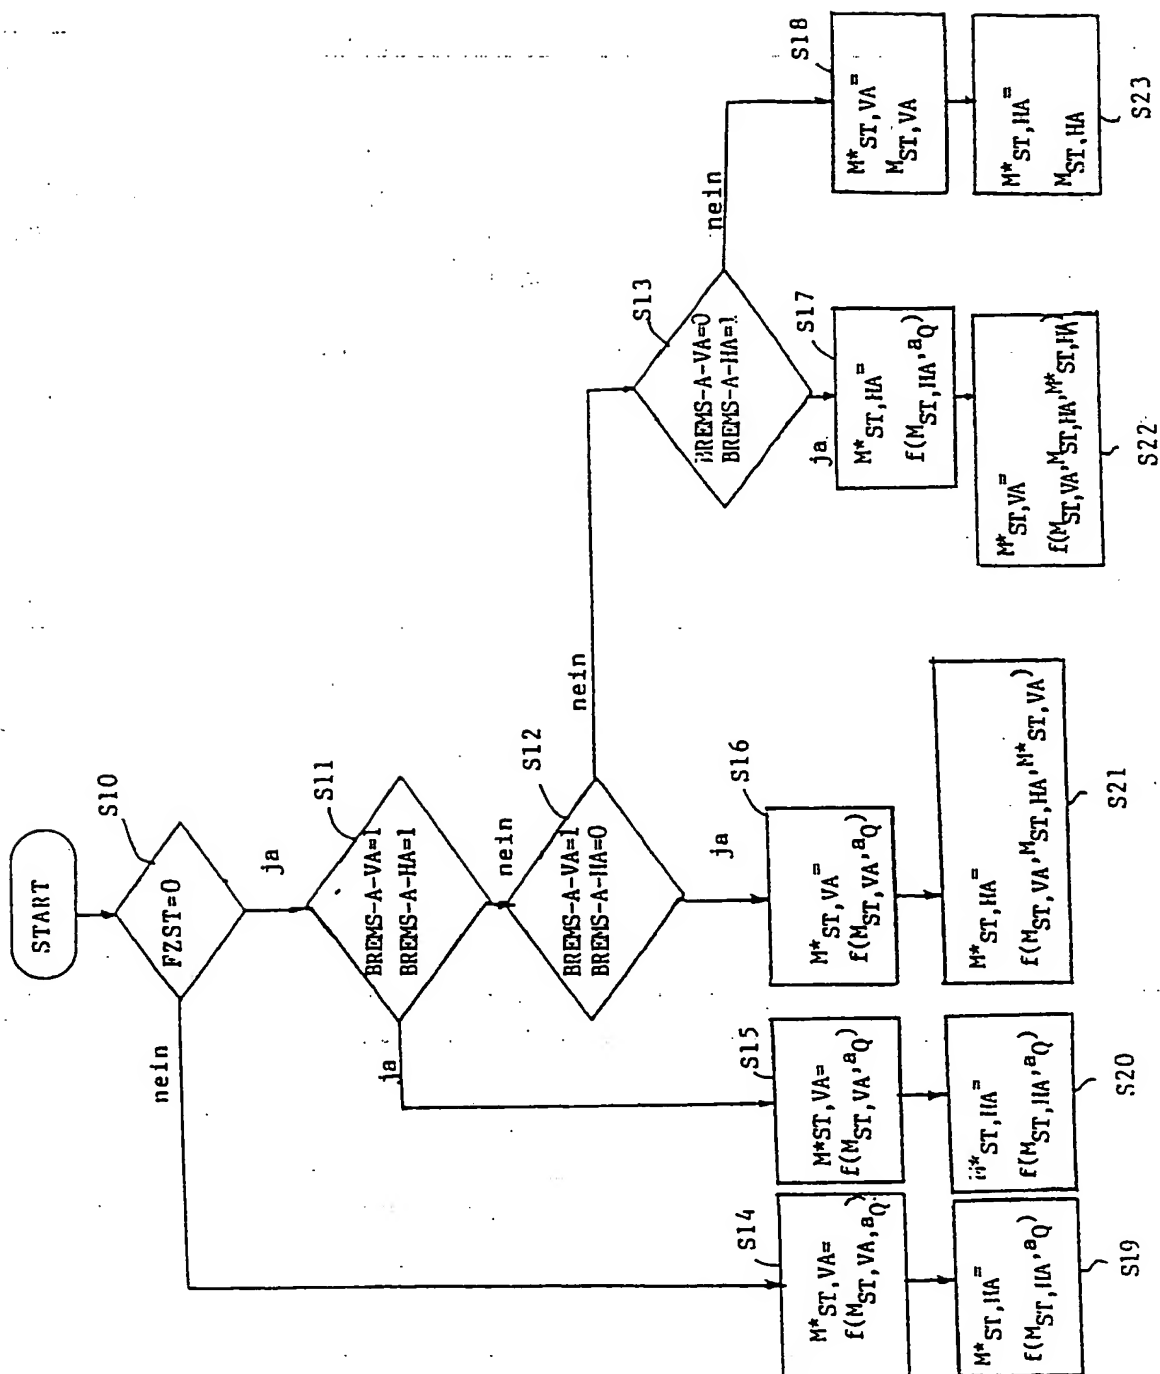 START
S10
FZST=0
nein
ja
S11
BREMS-A-VA=1
BREMS-A-HA=1
ja
nein
S12
BREMS-A-VA=1
BREMS-A-HA=0
nein
ja
S13
BREMS-A-VA=0
BREMS-A-HA=1
nein
ja
S14
M*ST,VA=
f(MST,VA,aQ)
S15
M*ST,VA=
f(MST,VA,aQ)
S16
M*ST,VA=
f(MST,VA,aQ)
S17
M*ST,HA=
f(MST,HA,aQ)
S18
M*ST,VA=
MST,VA
M*ST,HA=
f(MST,HA,aQ)
S19
M*ST,HA=
f(MST,HA,aQ)
S20
M*ST,HA=
f(MST,VA,MST,HA,M*ST,VA)
S21
M*ST,VA=
f(MST,VA,MST,HA,M*ST,HA)
S22
M*ST,HA=
MST,HA
S23